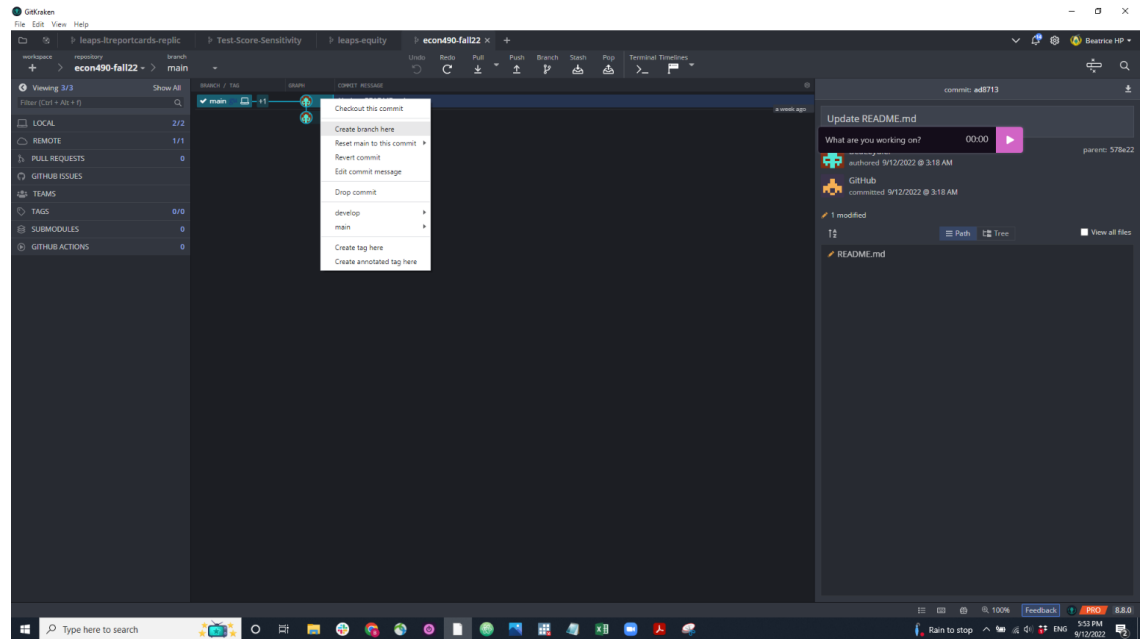 GitKraken
File Edit View Help
leaps-ltreportcards-replic Test-Score-Sensitivity leaps-equity econ490-fall22 × + Beatrice HP
workspace repository branch Undo Redo Pull Push Branch Stash Pop Terminal Timelines
+ > econ490-fall22 > main
Viewing 3/3 Show All
BRANCH / TAG GRAPH COMMIT MESSAGE
commit: ad8713
Filter (Ctrl + Alt + f)
main +1
a week ago
LOCAL 2/2
REMOTE 1/1
PULL REQUESTS 0
GITHUB ISSUES
TEAMS
TAGS 0/0
SUBMODULES 0
GITHUB ACTIONS 0
Checkout this commit
Create branch here
Reset main to this commit
Revert commit
Edit commit message
Drop commit
develop
main
Create tag here
Create annotated tag here
Update README.md
What are you working on? 00:00
parent: 578e22
authored 9/12/2022 @ 3:18 AM
GitHub
committed 9/12/2022 @ 3:18 AM
1 modified
Path Tree View all files
README.md
100% Feedback PRO 8.8.0
Type here to search
Rain to stop ENG 5:53 PM
9/12/2022